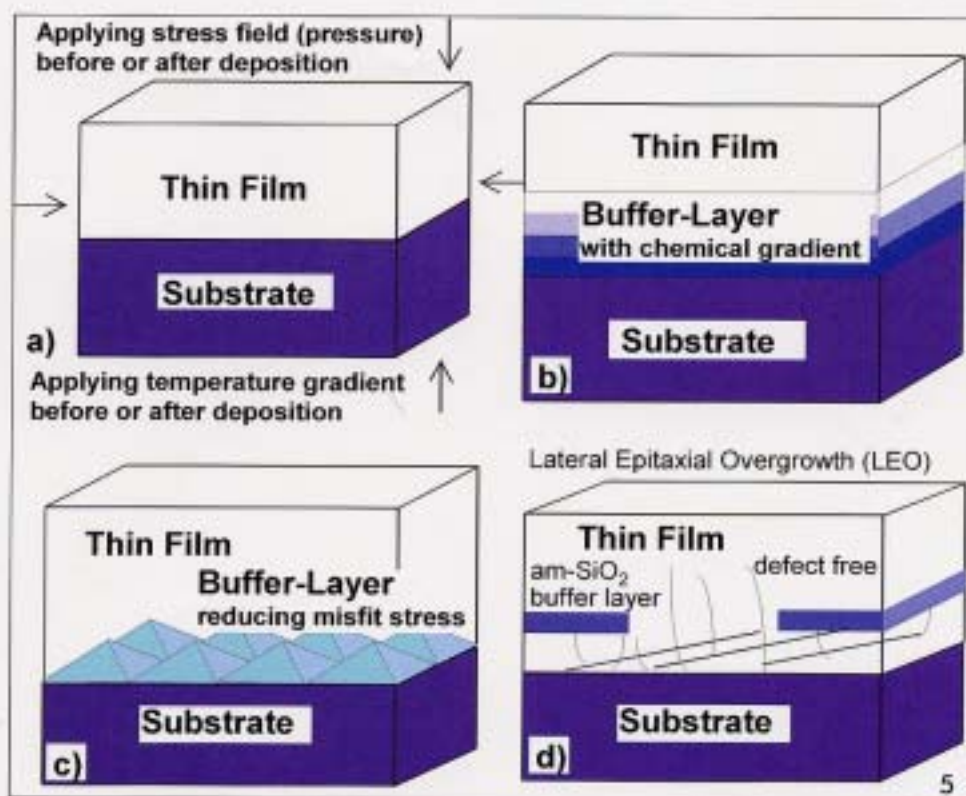 Applying stress field (pressure)
before or after deposition
Thin Film
Substrate
a)
Applying temperature gradient
before or after deposition
Thin Film
Buffer-Layer
with chemical gradient
Substrate
b)
Thin Film
Buffer-Layer
reducing misfit stress
Substrate
c)
Lateral Epitaxial Overgrowth (LEO)
Thin Film
am-SiO₂
buffer layer
defect free
Substrate
d)
5